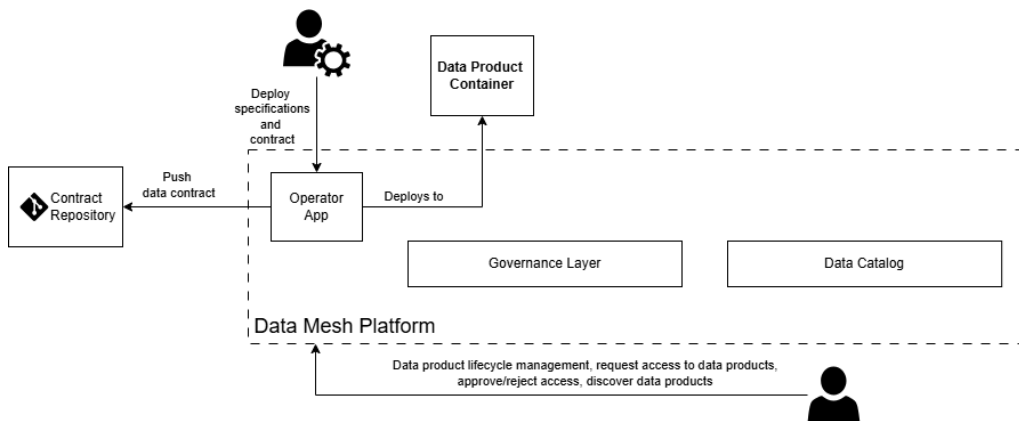 Data Product
Container
Deploy
specifications
and
contract
Push
data contract
Contract
Repository
Operator
App
Deploys to
Governance Layer
Data Catalog
Data Mesh Platform
Data product lifecycle management, request access to data products,
approve/reject access, discover data products